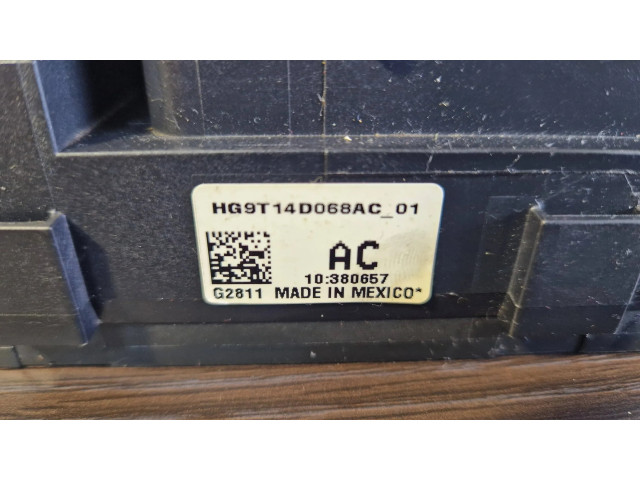 HG9T14D068AC_01
AC
10:380657
G2811 MADE IN MEXICO*